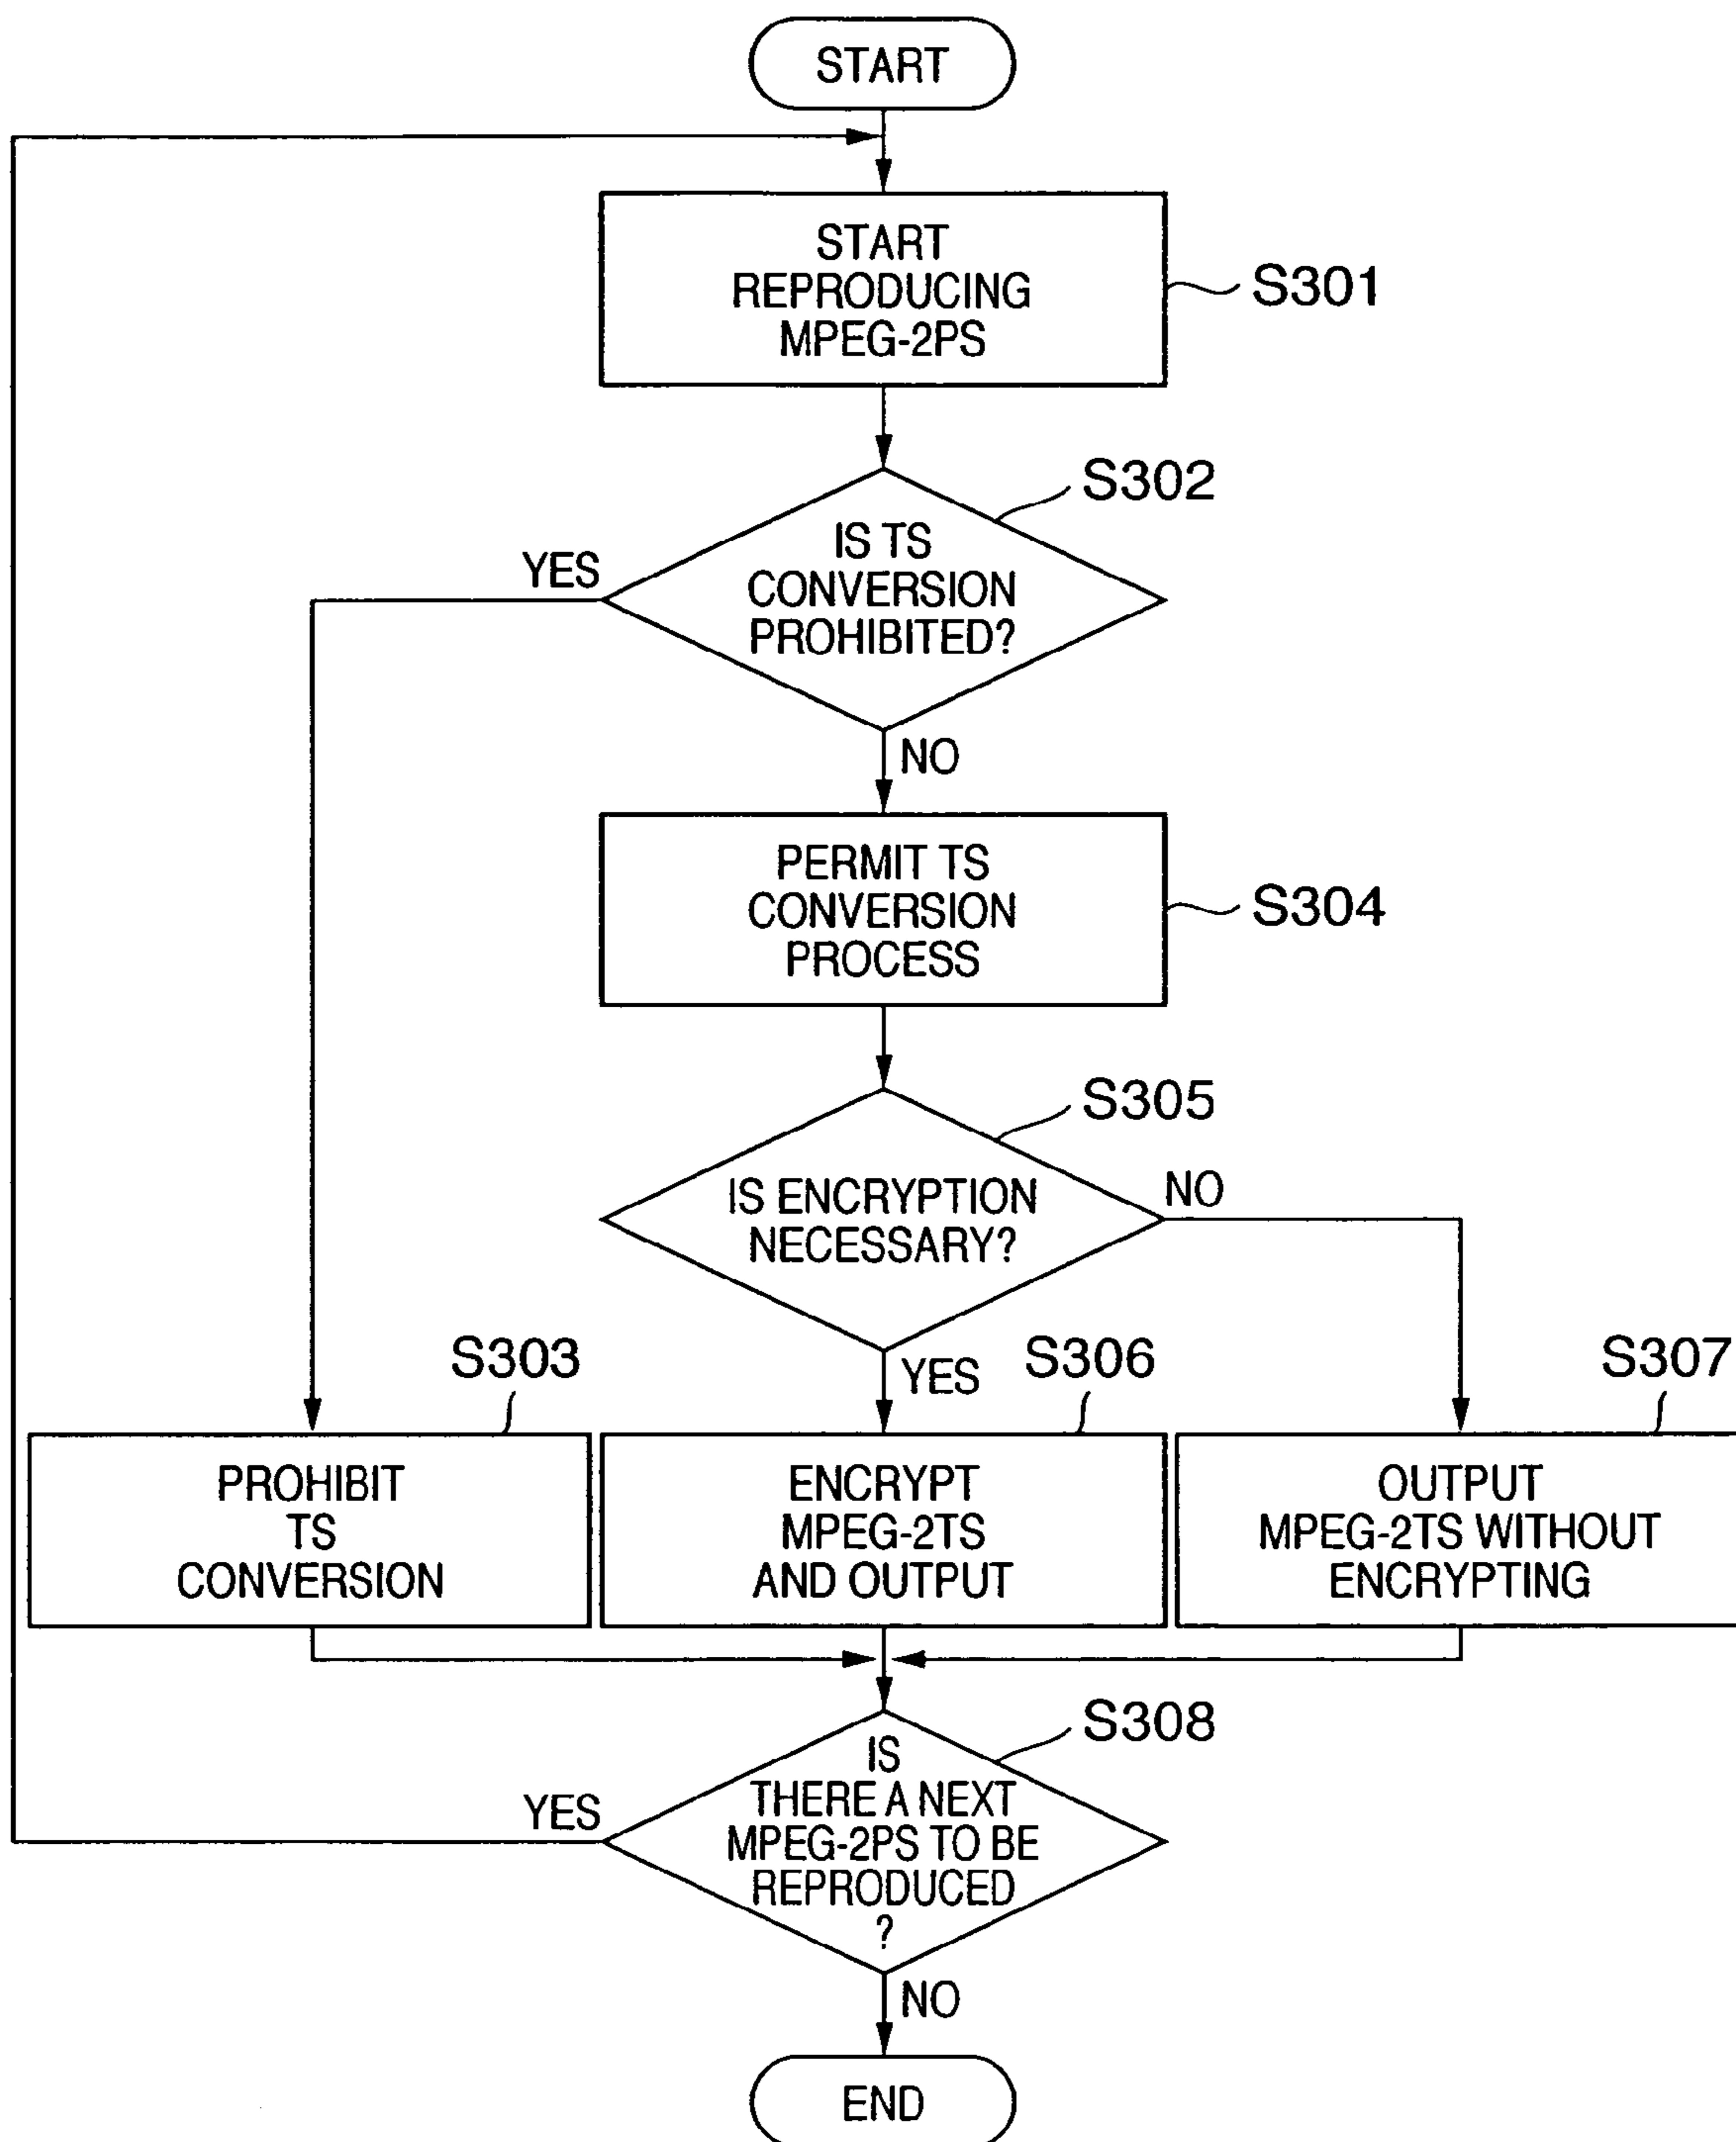 START
START
REPRODUCING
MPEG-2PS
S301
S302
IS TS
CONVERSION
PROHIBITED?
YES
NO
PERMIT TS
CONVERSION
PROCESS
S304
S305
IS ENCRYPTION
NECESSARY?
NO
YES
S303
PROHIBIT
TS
CONVERSION
S306
ENCRYPT
MPEG-2TS
AND OUTPUT
S307
OUTPUT
MPEG-2TS WITHOUT
ENCRYPTING
S308
IS
THERE A NEXT
MPEG-2PS TO BE
REPRODUCED
?
YES
NO
END